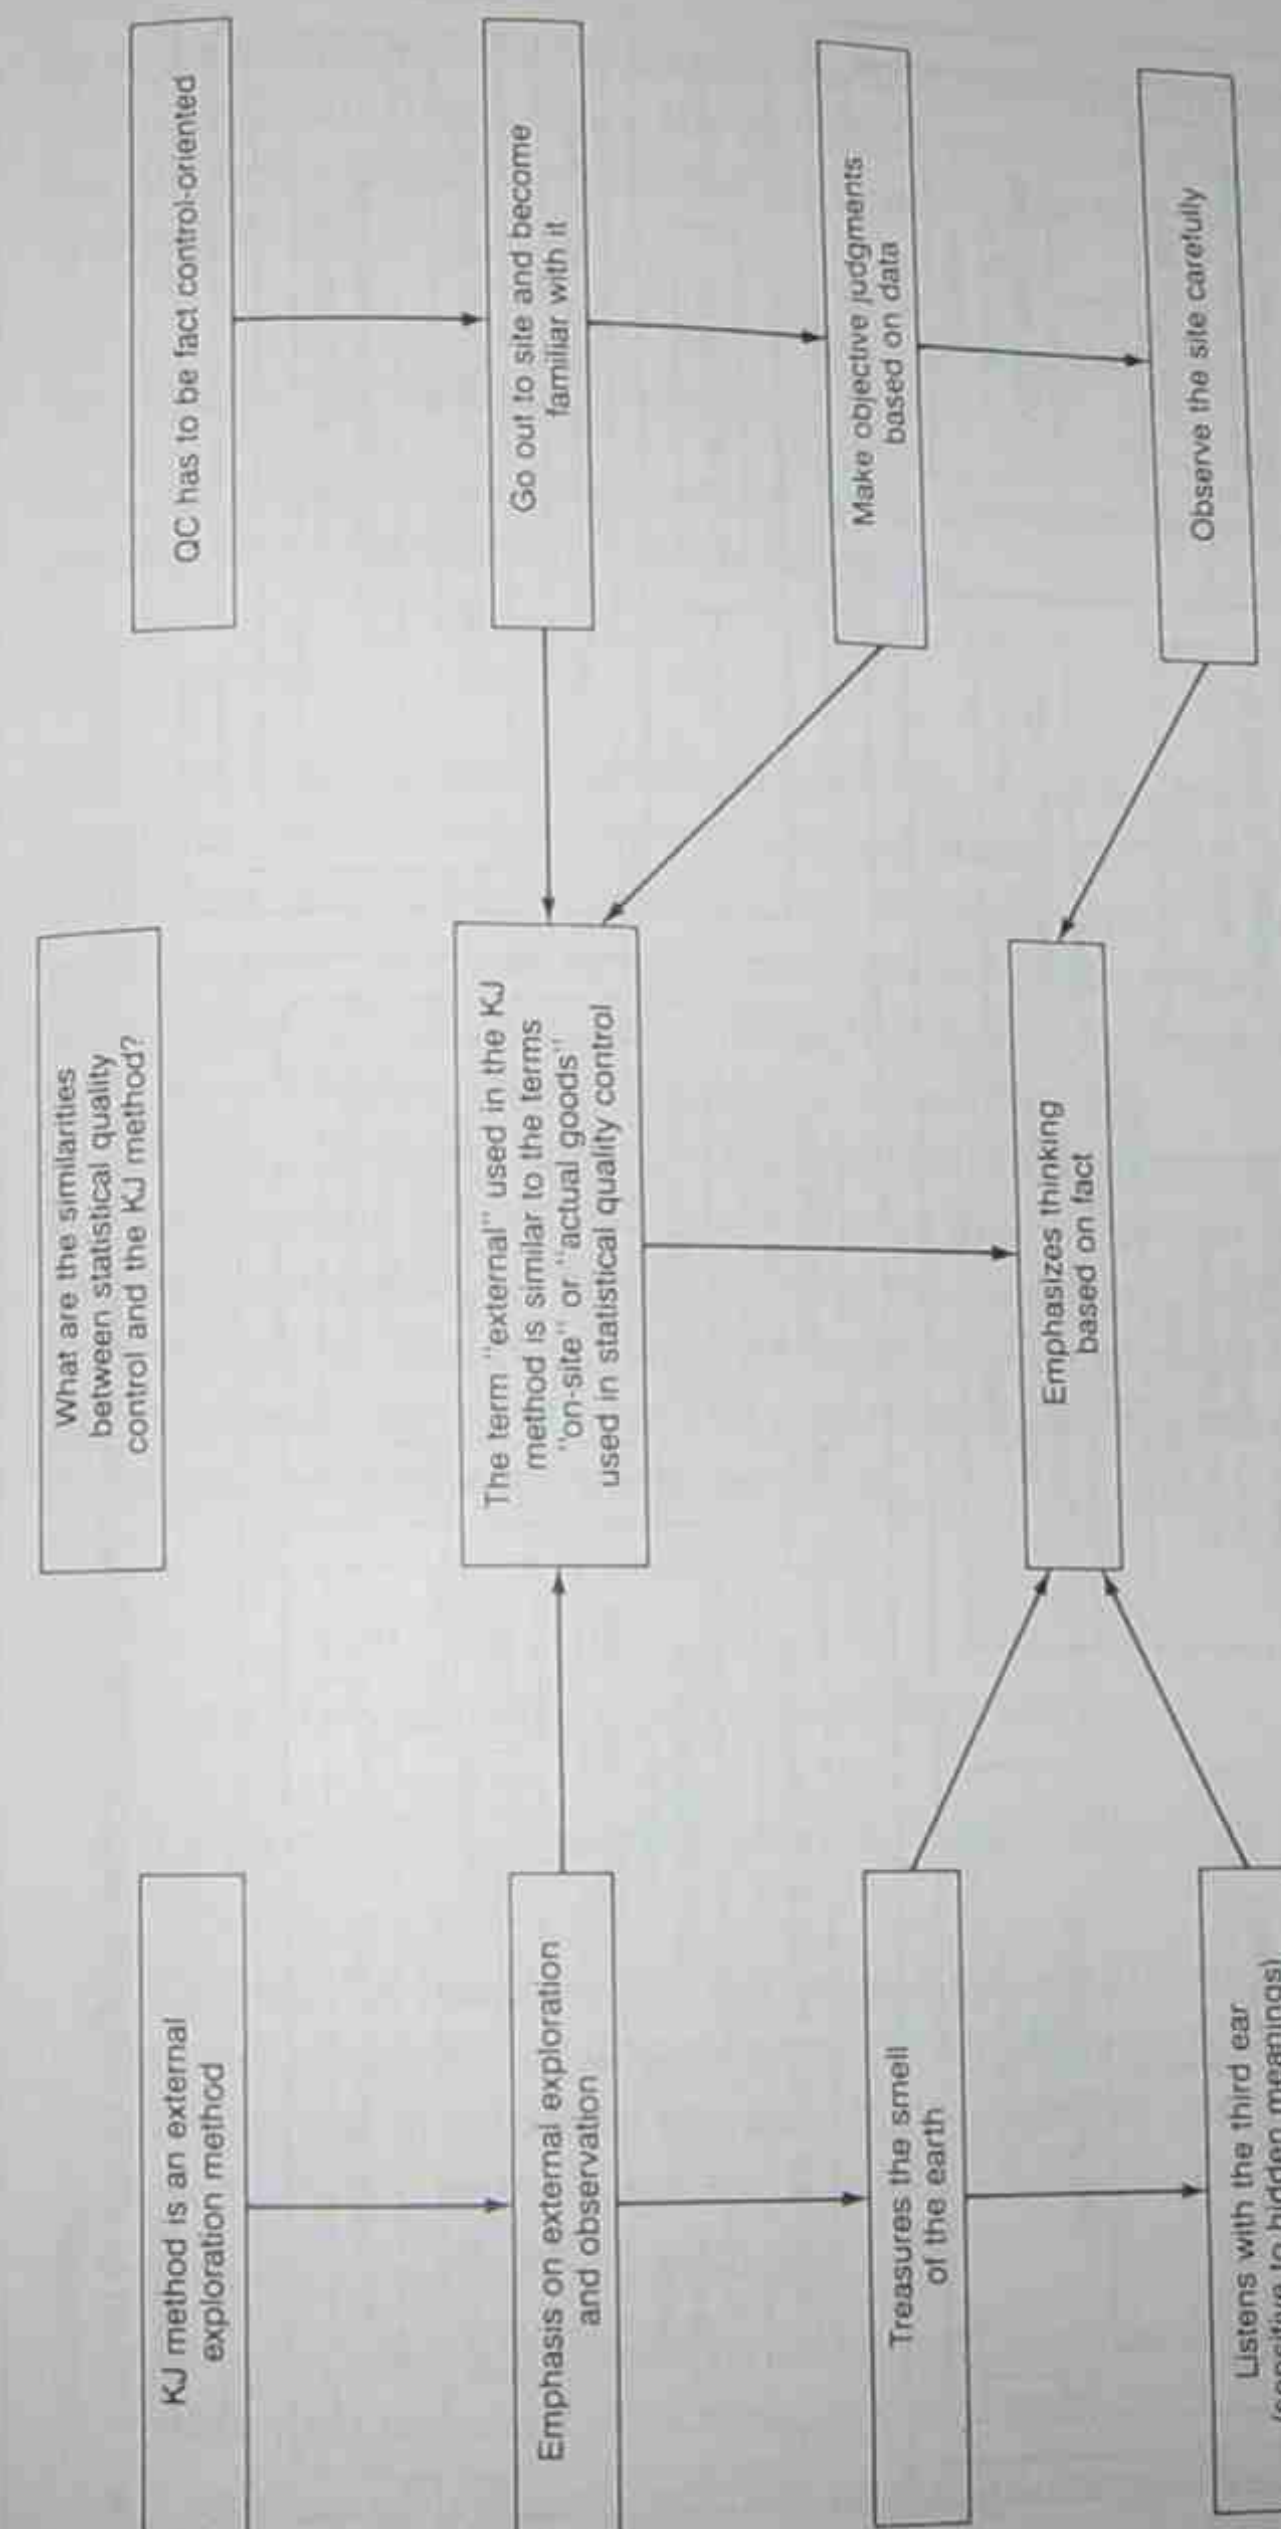 What are the similarities
between statistical quality
control and the KJ method?
KJ method is an external
exploration method
QC has to be fact control-oriented
Emphasis on external exploration
and observation
The term "external" used in the KJ
method is similar to the terms
"on-site" or "actual goods"
used in statistical quality control
Go out to site and become
familiar with it
Treasures the smell
of the earth
Make objective judgments
based on data
Emphasizes thinking
based on fact
Listens with the third ear
(sensitive to hidden meanings)
Observe the site carefully